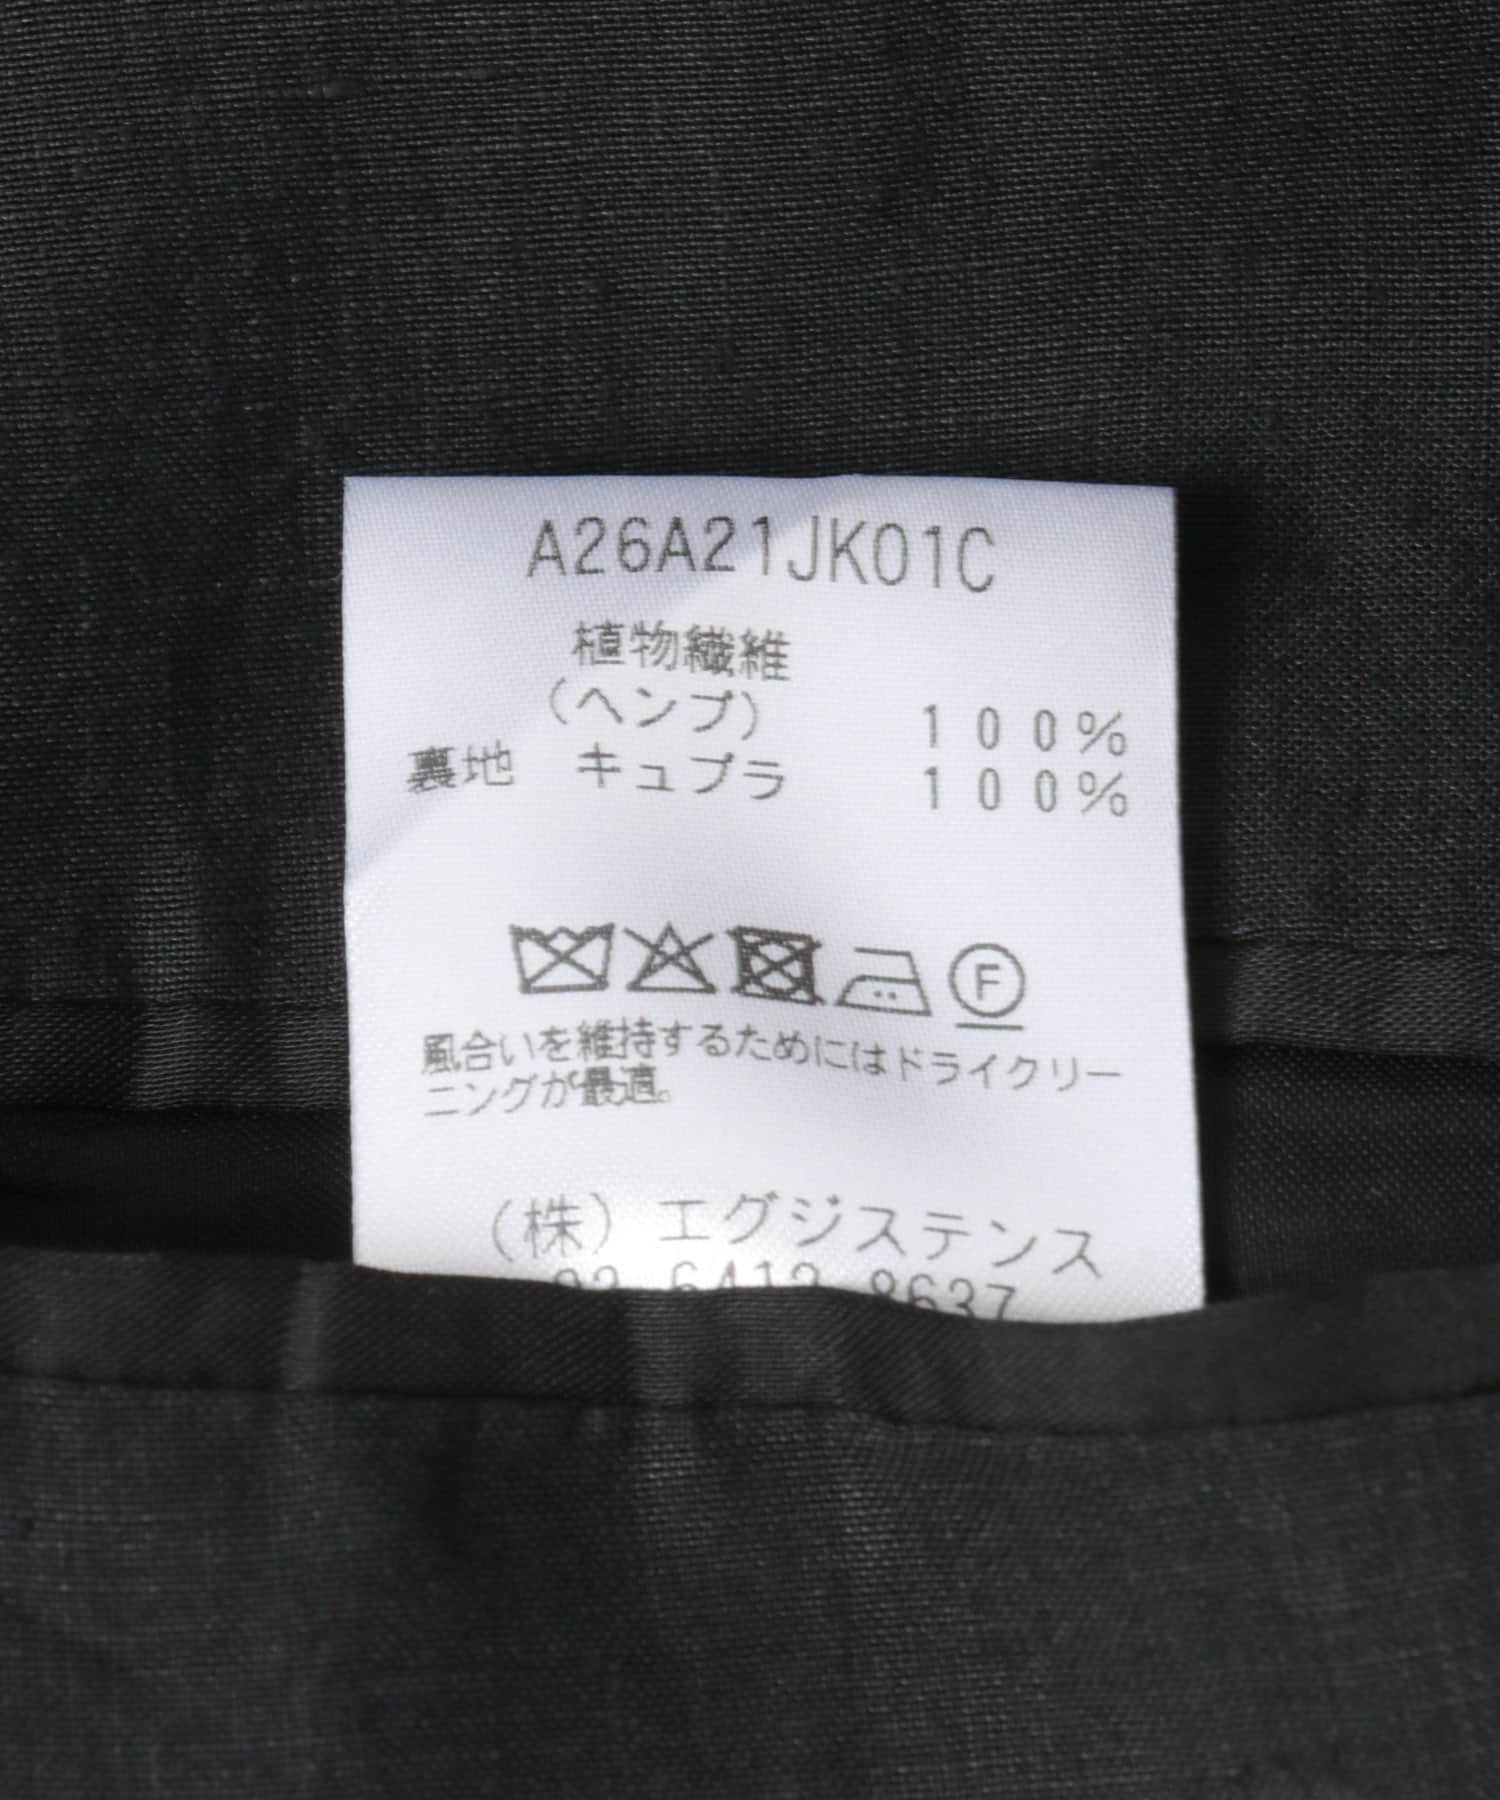 A26A21JK01C
植物繊維
(ヘンプ) 100%
裏地 キュプラ 100%
F
風合いを維持するためにはドライクリー
ニングが最適。
(株) エグジステンス
6412 8637